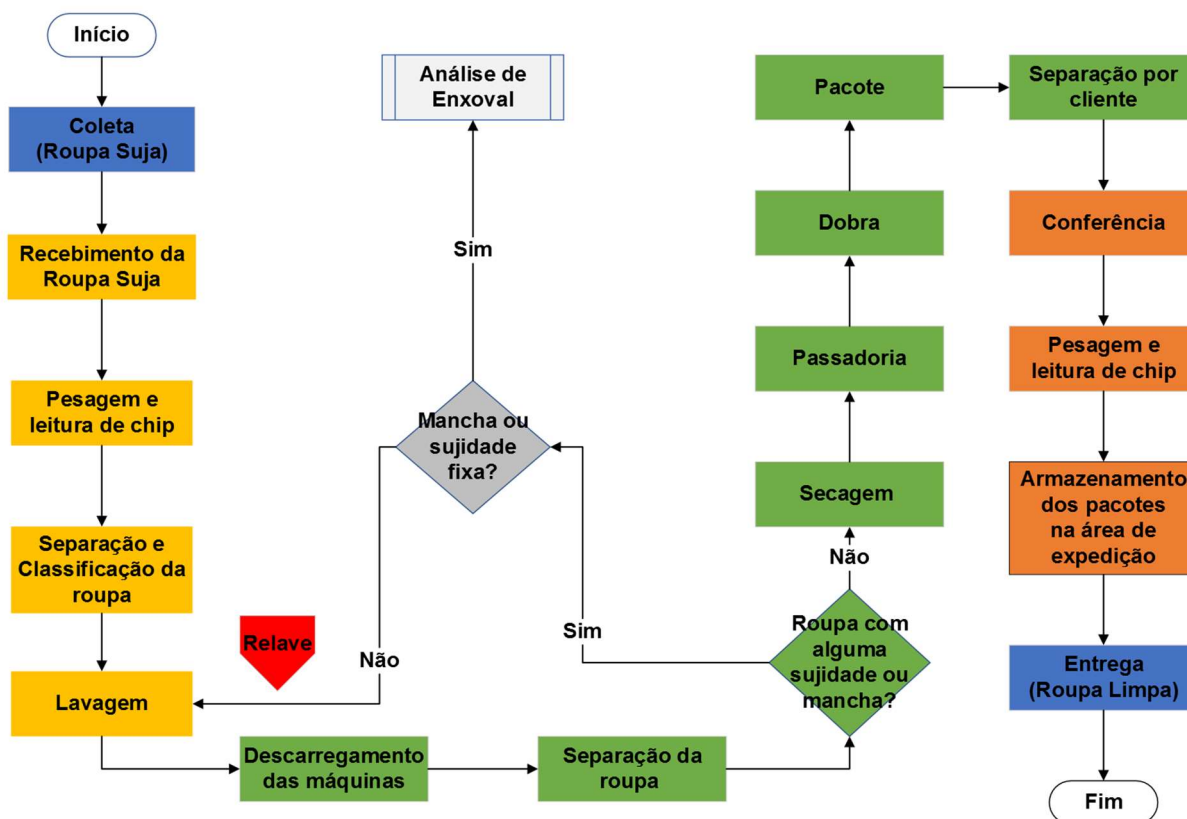 Início
Coleta
(Roupa Suja)
Recebimento da
Roupa Suja
Pesagem e
leitura de chip
Separação e
Classificação da
roupa
Lavagem
Relave
Não
Descarregamento
das máquinas
Separação da
roupa
Roupa com
alguma
sujidade ou
mancha?
Sim
Mancha ou
sujidade
fixa?
Sim
Análise de
Enxoval
Não
Secagem
Passadoria
Dobra
Pacote
Separação por
cliente
Conferência
Pesagem e
leitura de chip
Armazenamento
dos pacotes
na área de
expedição
Entrega
(Roupa Limpa)
Fim